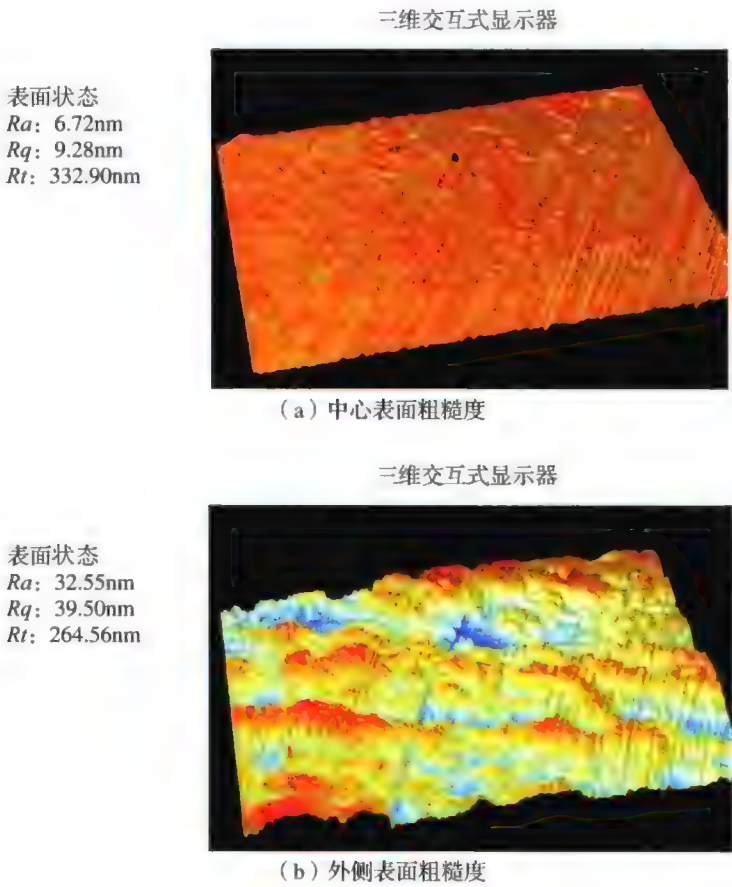 三维交互式显示器
表面状态
Ra: 6.72nm
Rq: 9.28nm
Rt: 332.90nm
（a）中心表面粗糙度
三维交互式显示器
表面状态
Ra: 32.55nm
Rq: 39.50nm
Rt: 264.56nm
（b）外侧表面粗糙度